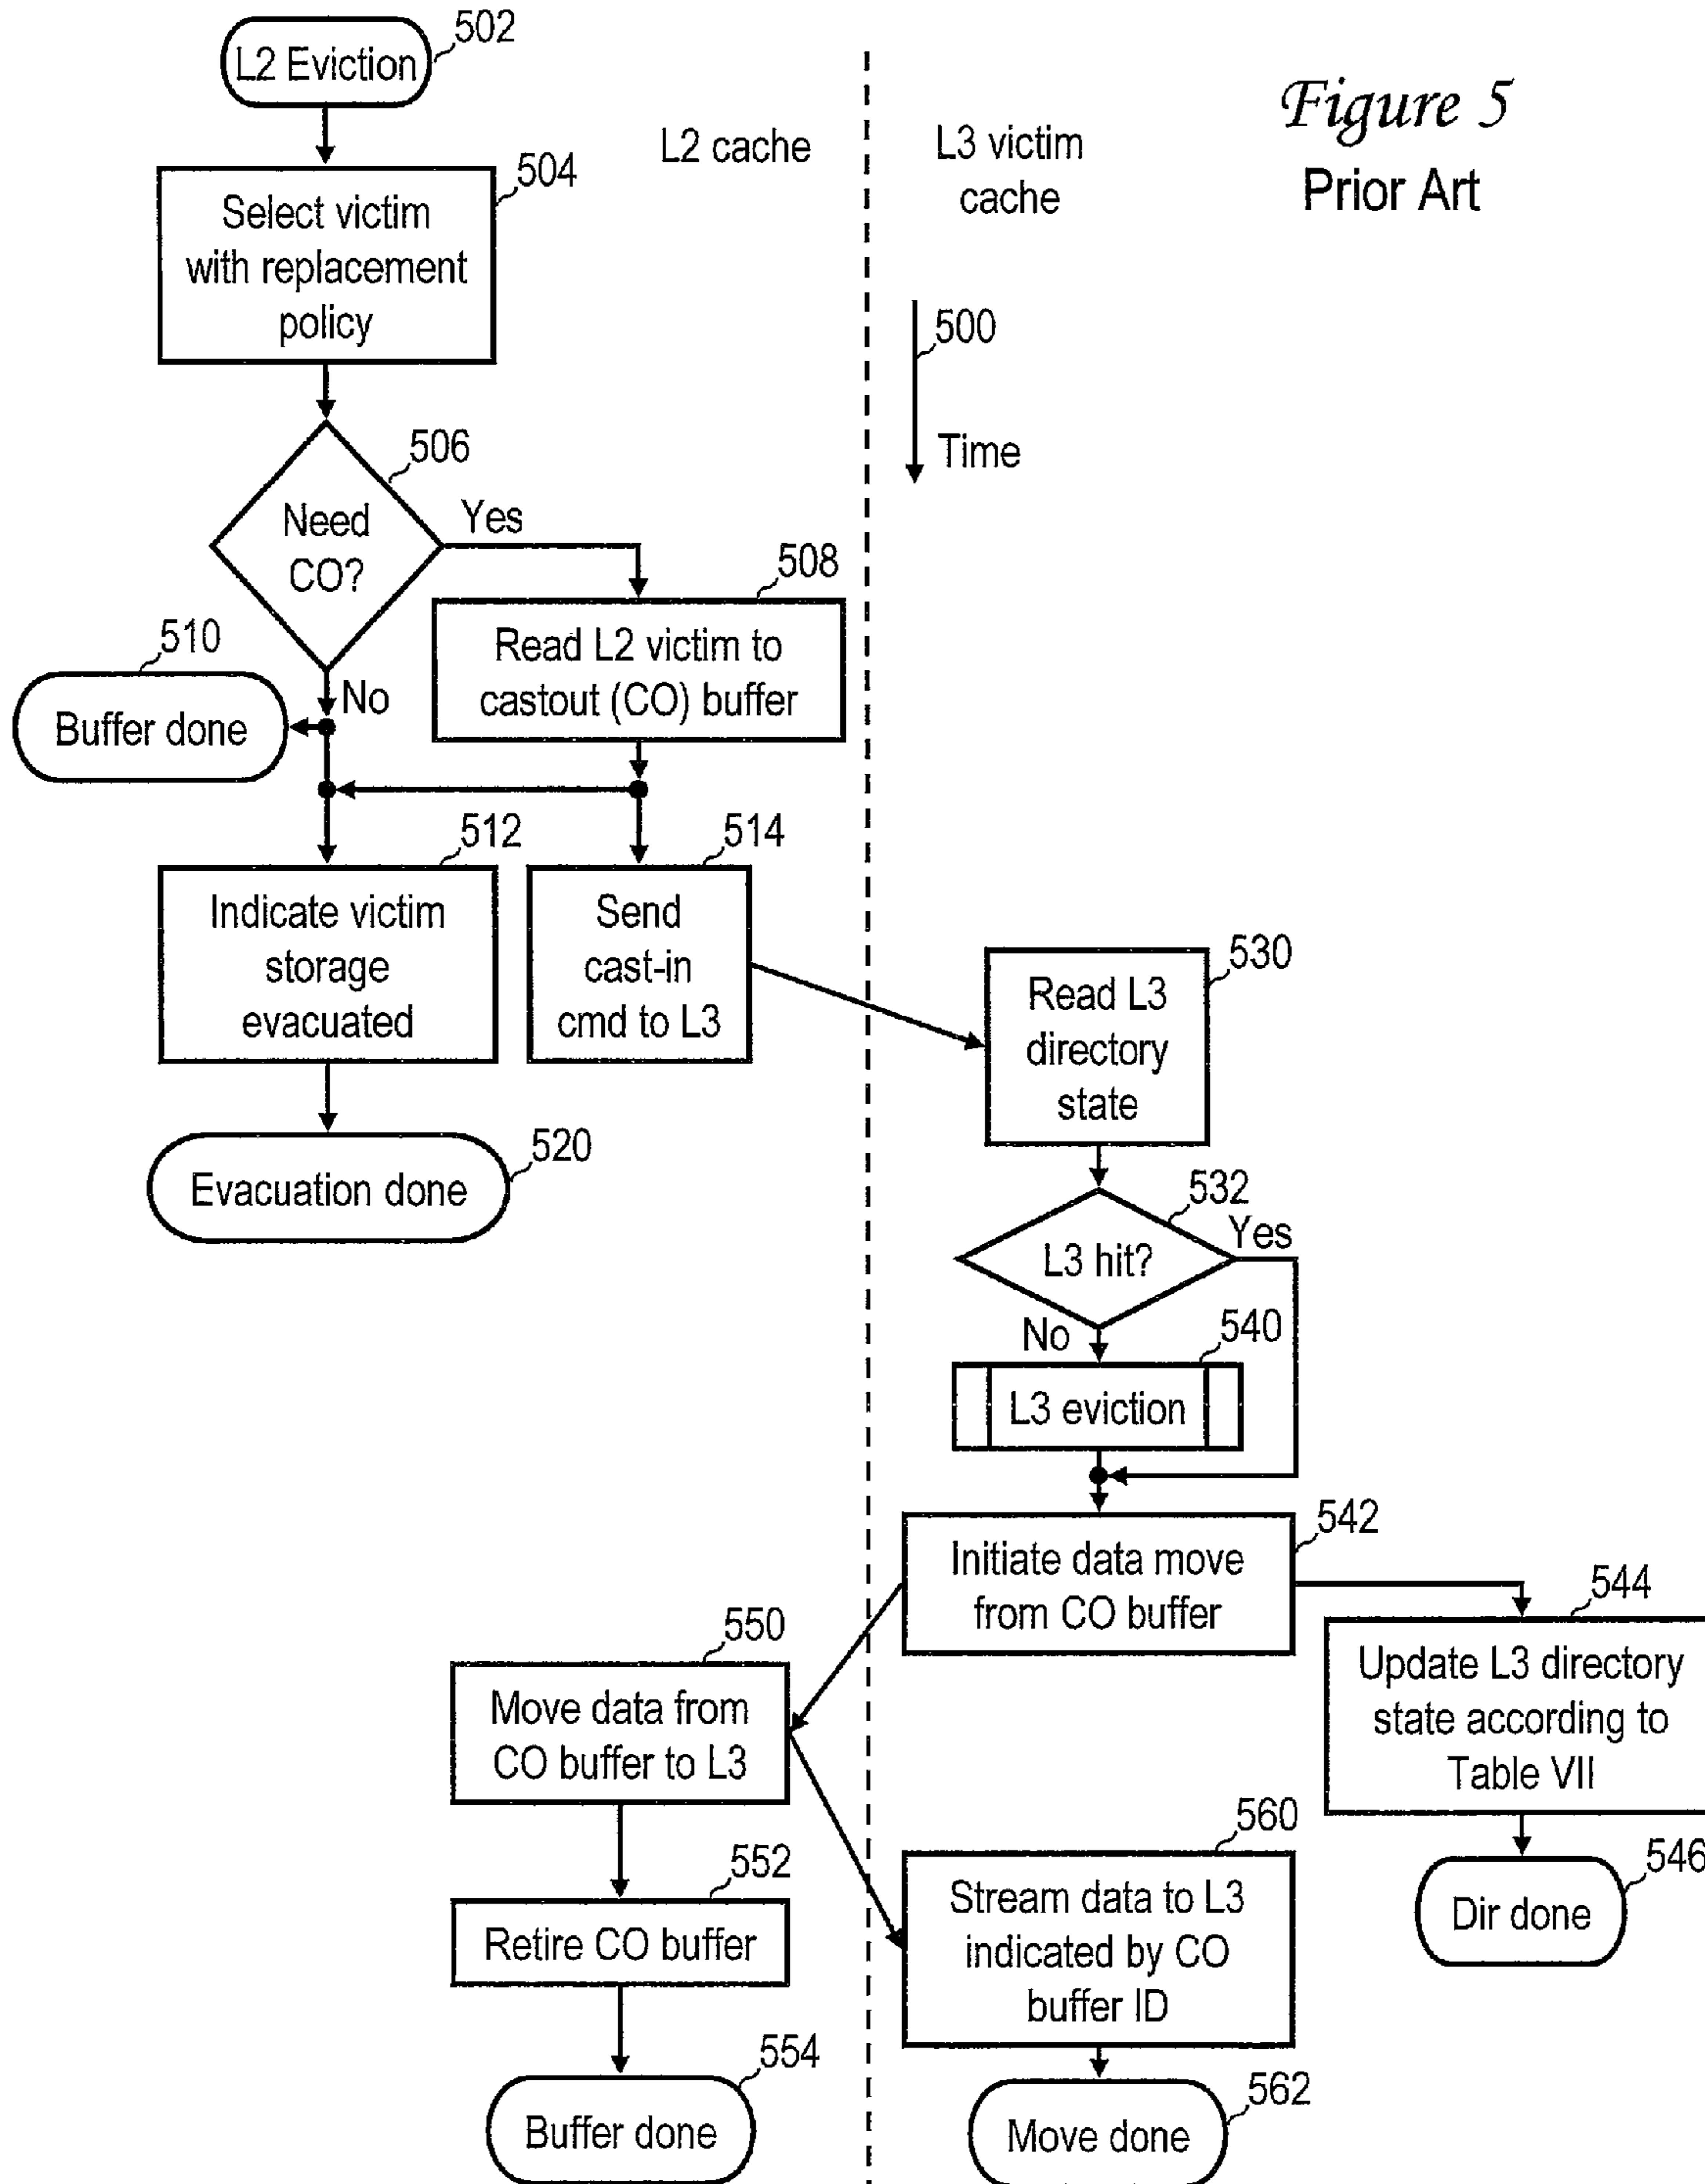 Figure 5
Prior Art
L2 cache
L3 victim
cache
500
Time
502
L2 Eviction
504
Select victim
with replacement
policy
506
Need
CO?
Yes
No
508
Read L2 victim to
castout (CO) buffer
510
Buffer done
512
Indicate victim
storage
evacuated
514
Send
cast-in
cmd to L3
520
Evacuation done
530
Read L3
directory
state
532
L3 hit?
Yes
No
540
L3 eviction
542
Initiate data move
from CO buffer
544
Update L3 directory
state according to
Table VII
546
Dir done
550
Move data from
CO buffer to L3
552
Retire CO buffer
554
Buffer done
560
Stream data to L3
indicated by CO
buffer ID
562
Move done